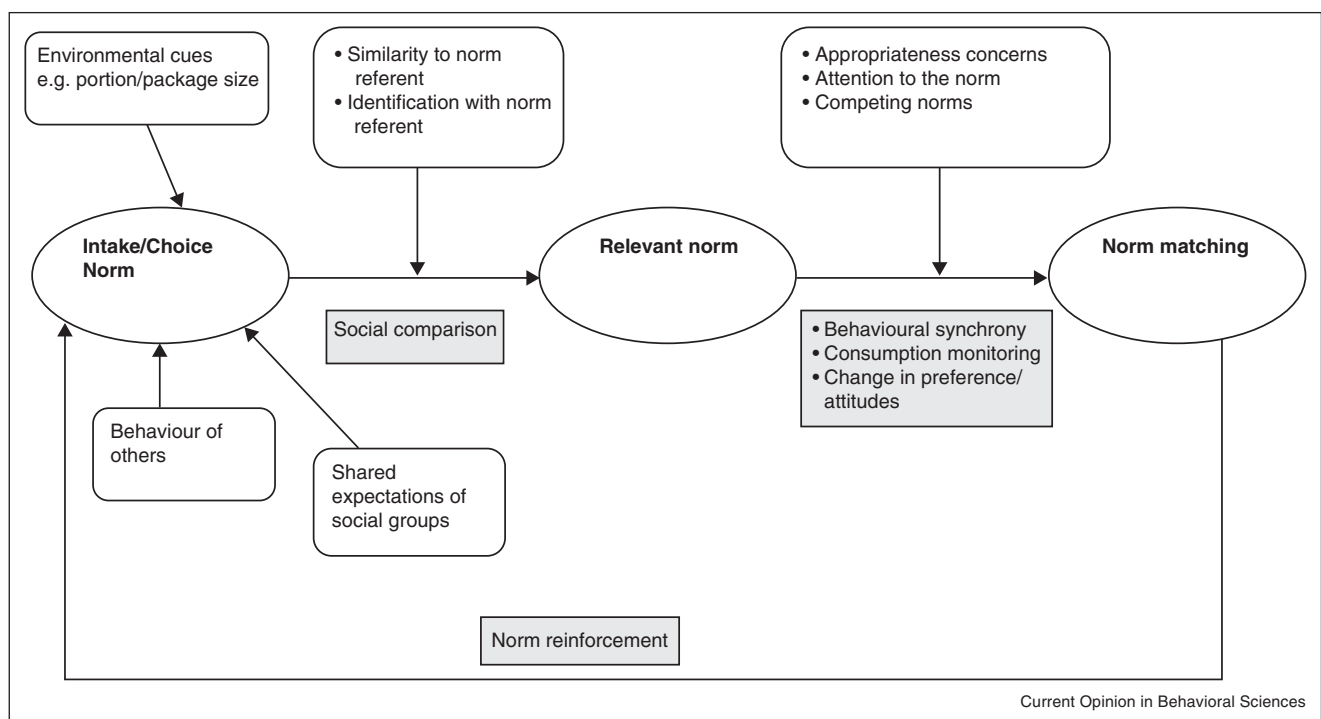 Environmental cues
e.g. portion/package size
• Similarity to norm
referent
• Identification with norm
referent
• Appropriateness concerns
• Attention to the norm
• Competing norms
Intake/Choice
Norm
Relevant norm
Norm matching
Social comparison
• Behavioural synchrony
• Consumption monitoring
• Change in preference/
attitudes
Behaviour of
others
Shared
expectations of
social groups
Norm reinforcement
Current Opinion in Behavioral Sciences